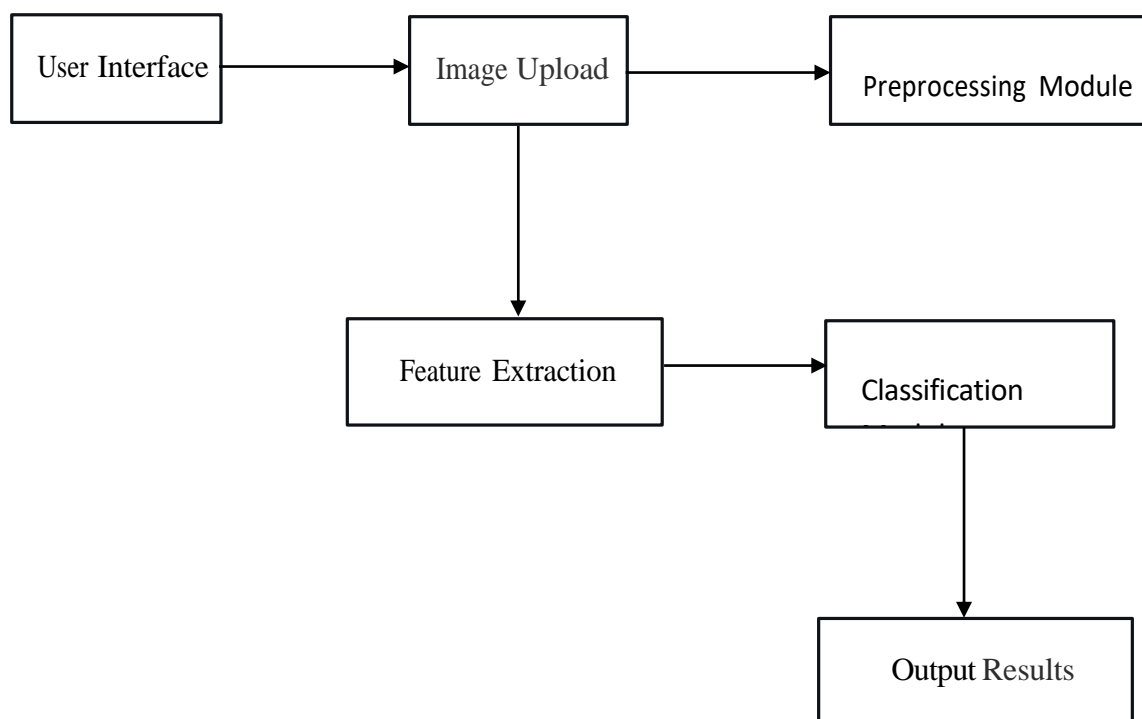 User Interface
Image Upload
Preprocessing Module
Feature Extraction
Classification
Output Results